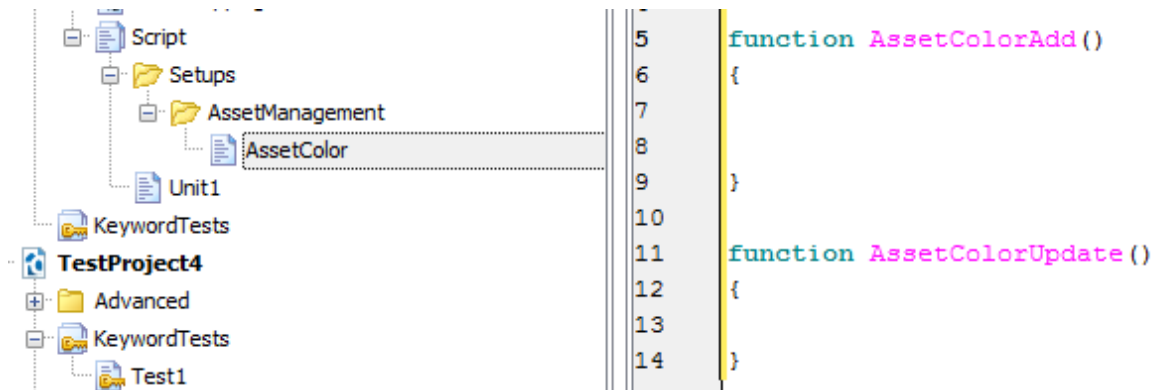 Script
Setups
AssetManagement
AssetColor
Unit1
KeywordTests
TestProject4
Advanced
KeywordTests
Test1
5 function AssetColorAdd()
6 {
7
8
9 }
10
11 function AssetColorUpdate()
12 {
13
14 }